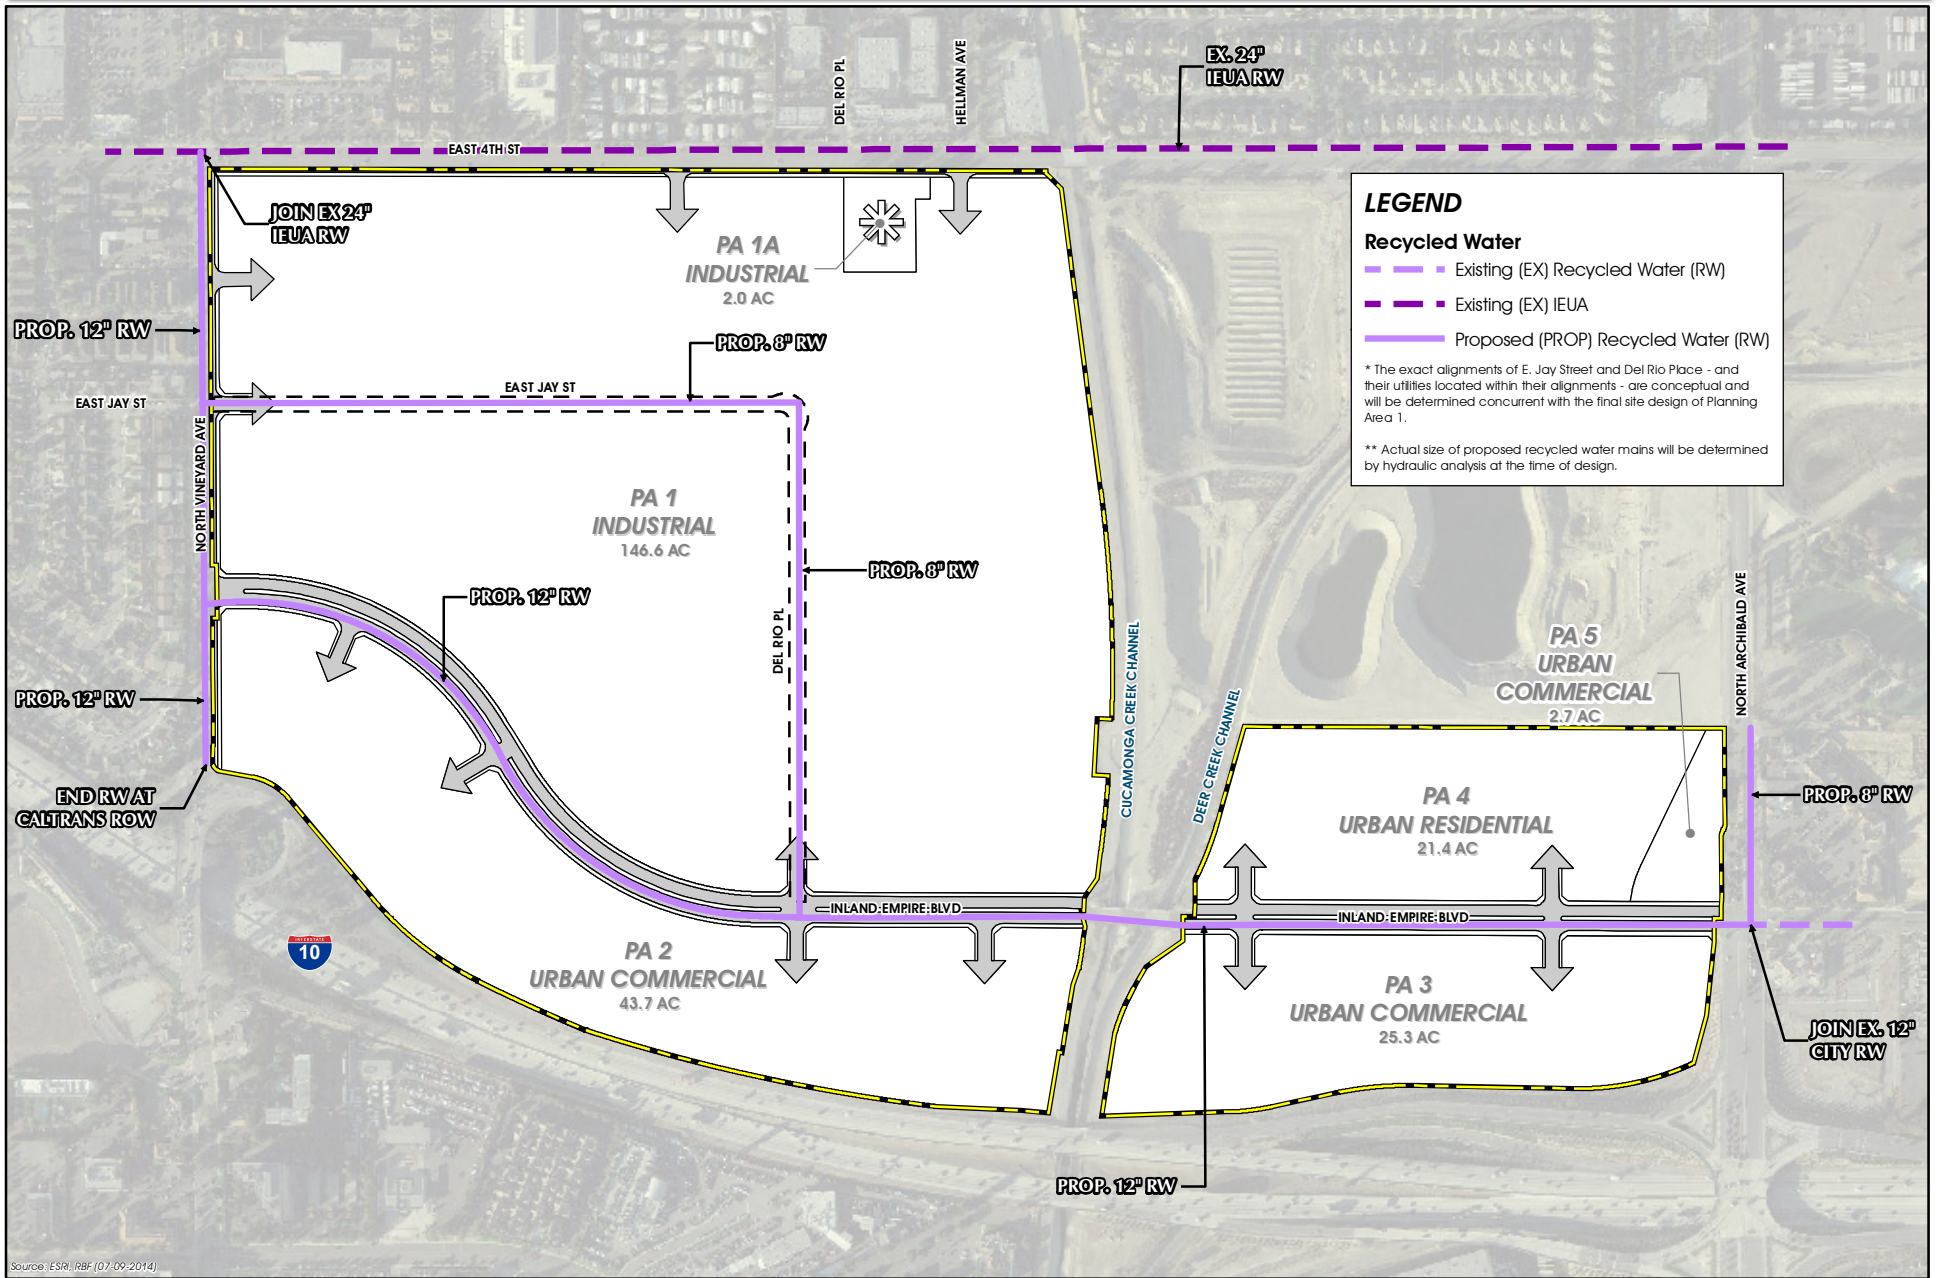 DEL RIO PL
HELLMAN AVE
EX. 24"
IEUA RW
EAST 4TH ST
JOIN EX 24"
IEUA RW
PA 1A
INDUSTRIAL
2.0 AC
PROP. 12" RW
PROP. 8" RW
EAST JAY ST
EAST JAY ST
NORTH VINEYARD AVE
PA 1
INDUSTRIAL
146.6 AC
PROP. 12" RW
PROP. 8" RW
DEL RIO PL
PROP. 12" RW
END RW AT
CALTRANS ROW
CUCAMONGA CREEK CHANNEL
DEER CREEK CHANNEL
LEGEND
Recycled Water
Existing (EX) Recycled Water (RW)
Existing (EX) IEUA
Proposed (PROP) Recycled Water (RW)
* The exact alignments of E. Jay Street and Del Rio Place - and
their utilities located within their alignments - are conceptual and
will be determined concurrent with the final site design of Planning
Area 1.
** Actual size of proposed recycled water mains will be determined
by hydraulic analysis at the time of design.
PA 5
URBAN
COMMERCIAL
2.7 AC
NORTH ARCHIBALD AVE
PROP. 8" RW
PA 4
URBAN RESIDENTIAL
21.4 AC
INLAND EMPIRE BLVD
INLAND EMPIRE BLVD
INTERSTATE
10
PA 2
URBAN COMMERCIAL
43.7 AC
PA 3
URBAN COMMERCIAL
25.3 AC
JOIN EX. 12"
CITY RW
PROP. 12" RW
Source: ESRI, RBF (07-09-2014)